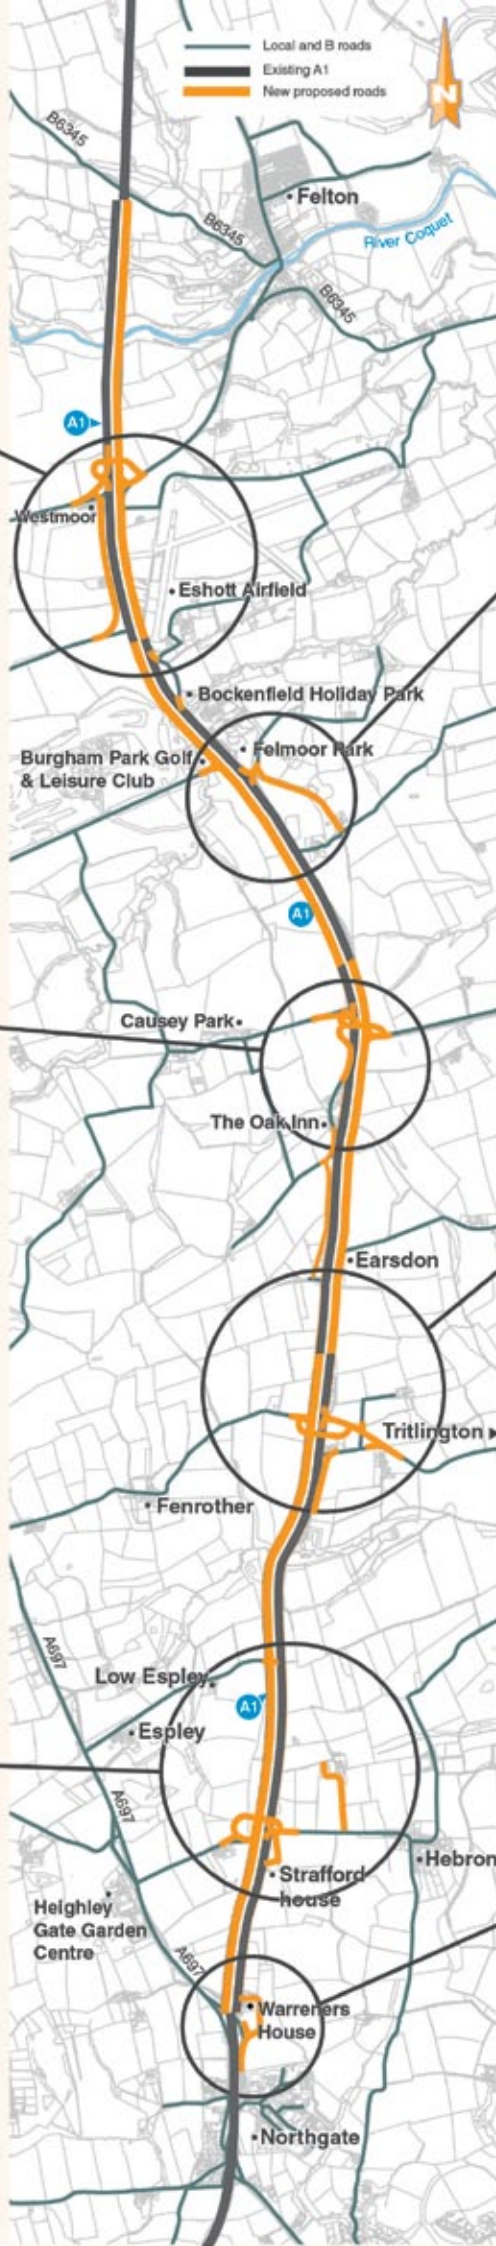 Local and B roads
Existing A1
New proposed roads
N
B6345
Felton
B6345
River Coquet
B6345
A1
Westmoor
Eshott Airfield
Bockenfield Holiday Park
Felmoor Park
Burgham Park Golf
& Leisure Club
A1
Causey Park
The Oak Inn
Earsdon
Tritlington
Fenrother
A697
Low Espley
A1
Espley
A697
Hebron
Strafford
house
Heighley
Gate Garden
Centre
A697
Warreners
House
Northgate